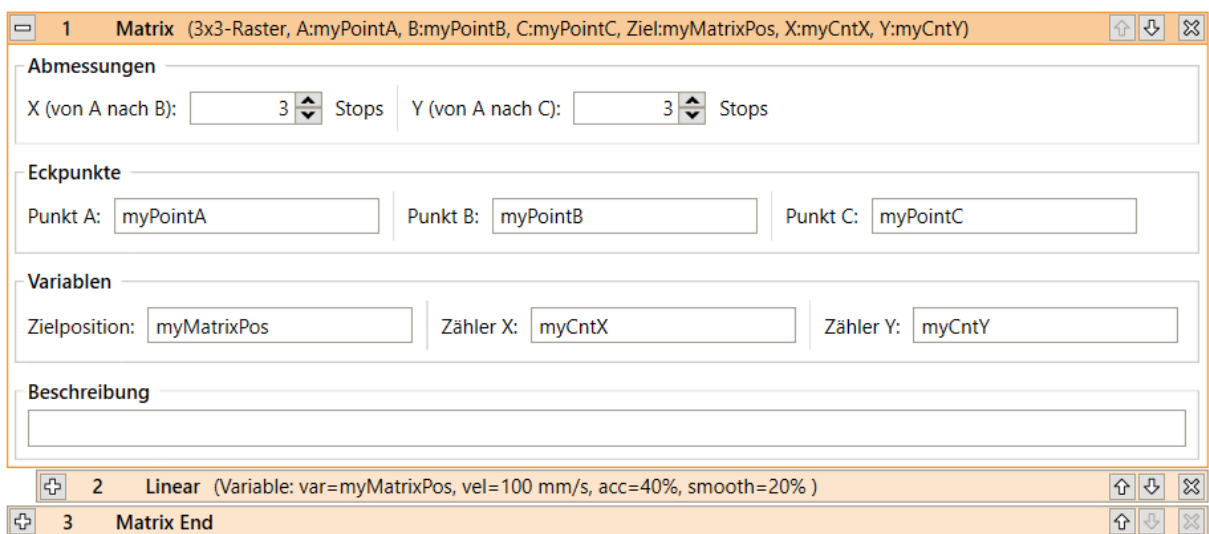 1 Matrix (3x3-Raster, A:myPointA, B:myPointB, C:myPointC, Ziel:myMatrixPos, X:myCntX, Y:myCntY)
Abmessungen
X (von A nach B): 3 Stops Y (von A nach C): 3 Stops
Eckpunkte
Punkt A: myPointA Punkt B: myPointB Punkt C: myPointC
Variablen
Zielposition: myMatrixPos Zähler X: myCntX Zähler Y: myCntY
Beschreibung
2 Linear (Variable: var=myMatrixPos, vel=100 mm/s, acc=40%, smooth=20% )
3 Matrix End